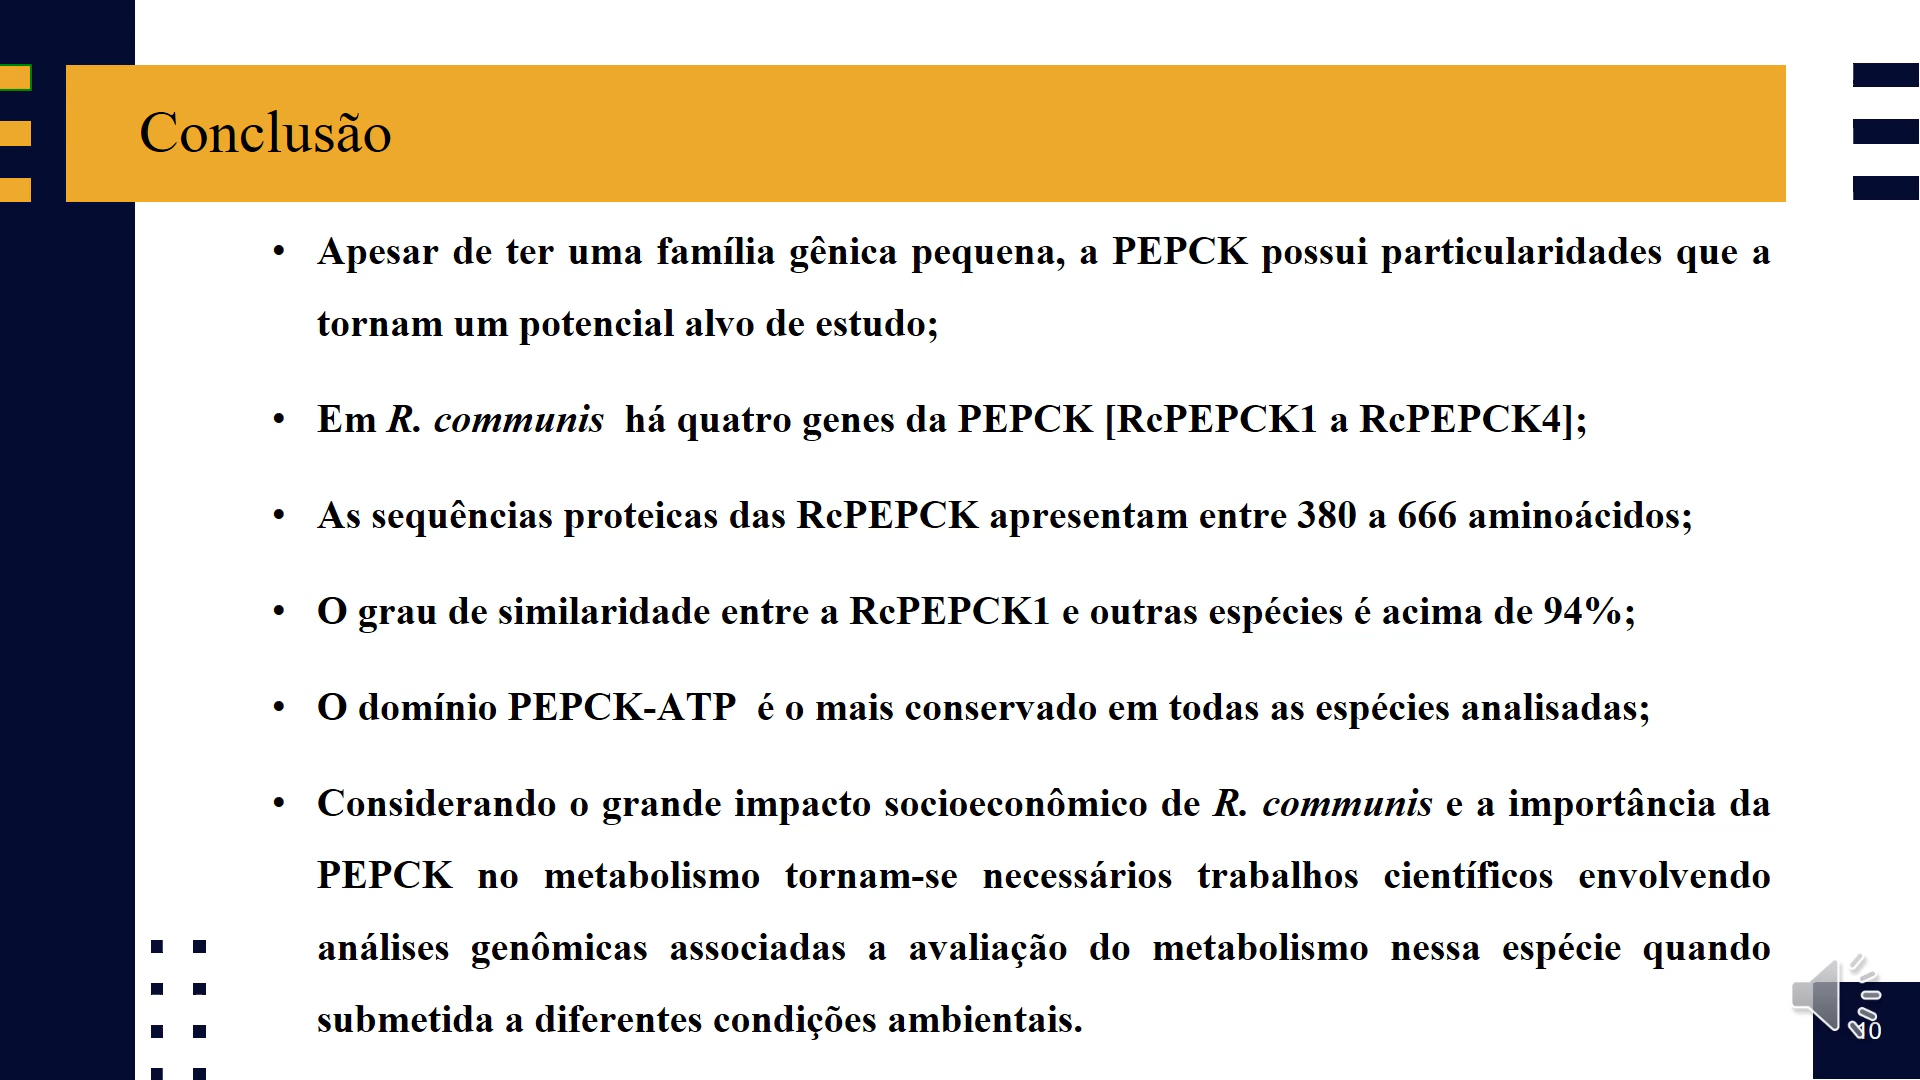 Conclusão
• Apesar de ter uma família gênica pequena, a PEPCK possui particularidades que a
tornam um potencial alvo de estudo;
• Em R. communis há quatro genes da PEPCK [RcPEPCK1 a RcPEPCK4];
• As sequências proteicas das RcPEPCK apresentam entre 380 a 666 aminoácidos;
• O grau de similaridade entre a RcPEPCK1 e outras espécies é acima de 94%;
• O domínio PEPCK-ATP é o mais conservado em todas as espécies analisadas;
• Considerando o grande impacto socioeconômico de R. communis e a importância da
PEPCK no metabolismo tornam-se necessários trabalhos científicos envolvendo
análises genômicas associadas a avaliação do metabolismo nessa espécie quando
submetida a diferentes condições ambientais.